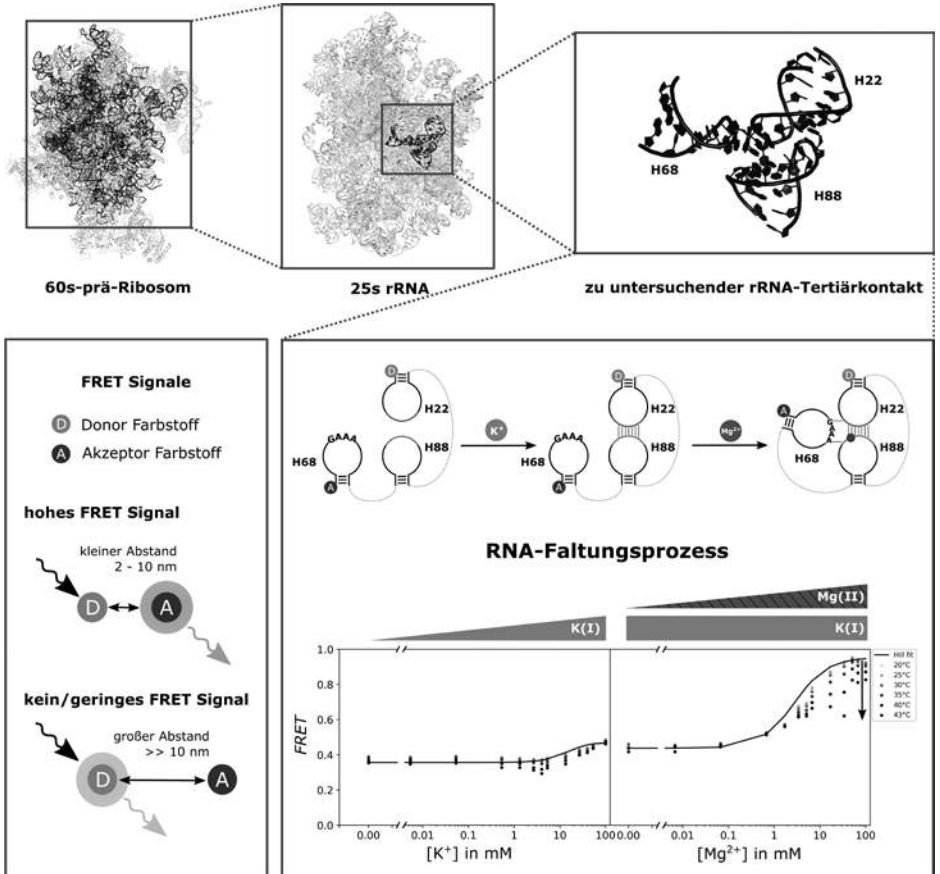 H22
H68
H88
60s-prä-Ribosom
25s rRNA
zu untersuchender rRNA-Tertiärkontakt
FRET Signale
D Donor Farbstoff
A Akzeptor Farbstoff
hohes FRET Signal
kleiner Abstand
2 - 10 nm
D
A
kein/geringes FRET Signal
großer Abstand
>> 10 nm
D
A
D
H22
GAAA
H68
H88
A
K⁺
D
H22
GAAA
H68
H88
A
Mg²⁺
D
A
H22
GAAA
H68
H88
RNA-Faltungsprozess
Mg(II)
K(I)
K(I)
FRET
1.0
0.8
0.6
0.4
0.2
0.0
0.00
0.01
0.1
1
10
100
[K⁺] in mM
0.00
0.01
0.1
1
10
100
[Mg²⁺] in mM
Hill fit
20°C
25°C
30°C
35°C
40°C
43°C